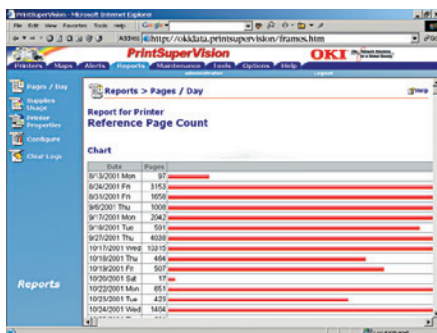 PrintSuperVision - Microsoft Internet Explorer
File Edit View Favorites Tools Help
Address http://okidata.printsupervision/frames.htm
PrintSuperVision
OKI
Printers Maps Alerts Reports Maintenance Tools Options Help
administrator
Logout
Pages / Day
Supplies Usage
Printer Properties
Configure
Clear Logs
Reports
Reports > Pages / Day
Help
Report for Printer
Reference Page Count
Chart
Date Pages
8/13/2001 Mon 97
8/24/2001 Fri 3153
8/31/2001 Fri 1658
9/6/2001 Thu 1008
9/17/2001 Mon 2042
9/18/2001 Tue 591
9/27/2001 Thu 4038
10/17/2001 Wed 10315
10/18/2001 Thu 464
10/19/2001 Fri 507
10/20/2001 Sat 17
10/22/2001 Mon 651
10/23/2001 Tue 423
10/24/2001 Wed 1404